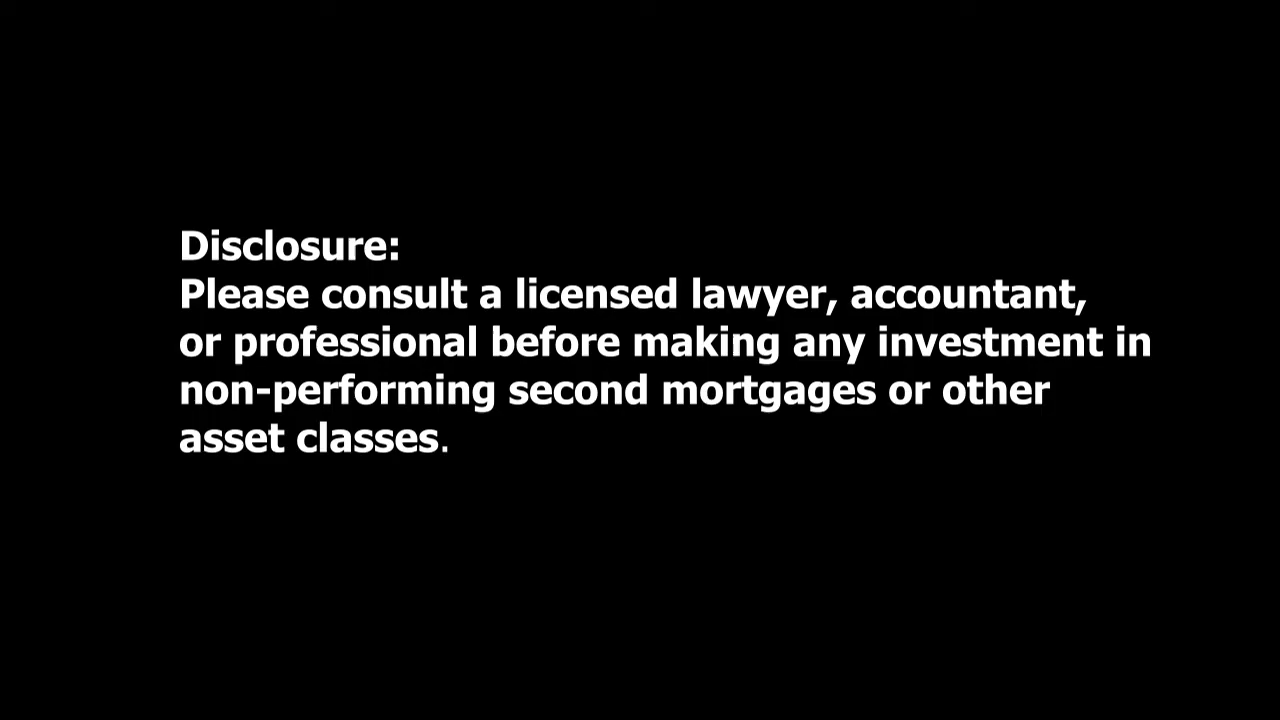 Disclosure:
Please consult a licensed lawyer, accountant,
or professional before making any investment in
non-performing second mortgages or other
asset classes.